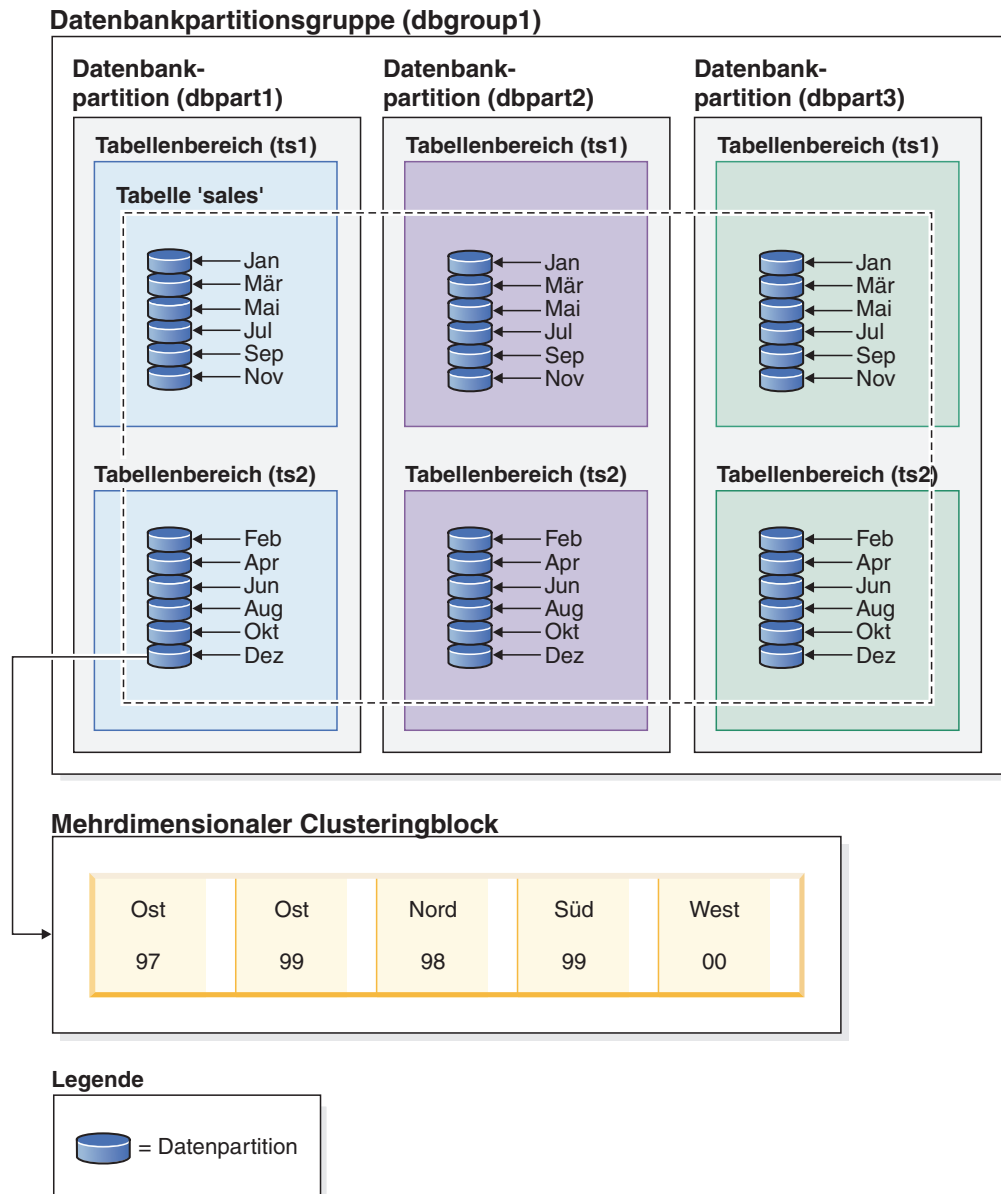 Datenbankpartitionsgruppe (dbgroup1)
Datenbank-
partition (dbpart1)
Datenbank-
partition (dbpart2)
Datenbank-
partition (dbpart3)
Tabellenbereich (ts1)
Tabellenbereich (ts1)
Tabellenbereich (ts1)
Tabelle 'sales'
Jan
Mär
Mai
Jul
Sep
Nov
Jan
Mär
Mai
Jul
Sep
Nov
Jan
Mär
Mai
Jul
Sep
Nov
Tabellenbereich (ts2)
Tabellenbereich (ts2)
Tabellenbereich (ts2)
Feb
Apr
Jun
Aug
Okt
Dez
Feb
Apr
Jun
Aug
Okt
Dez
Feb
Apr
Jun
Aug
Okt
Dez
Mehrdimensionaler Clusteringblock
Ost
97
Ost
99
Nord
98
Süd
99
West
00
Legende
= Datenpartition